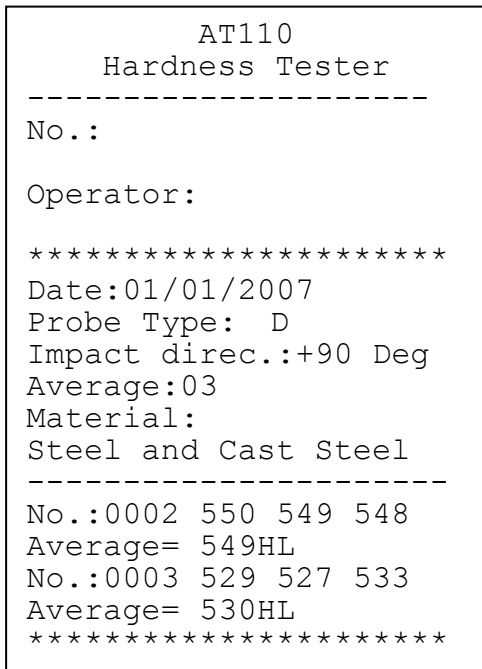 AT110
Hardness Tester
---------------------
No.:
Operator:
**********************
Date:01/01/2007
Probe Type:  D
Impact direc.:+90 Deg
Average:03
Material:
Steel and Cast Steel
----------------------
No.:0002 550 549 548
Average= 549HL
No.:0003 529 527 533
Average= 530HL
**********************